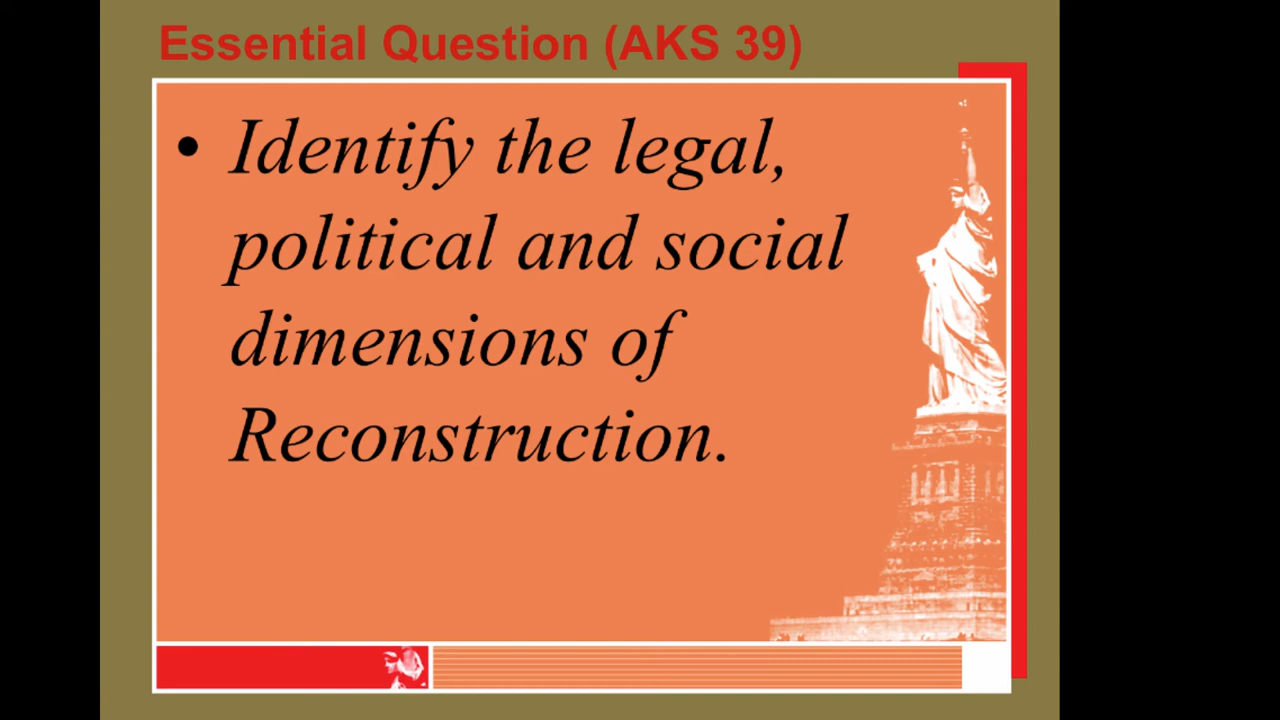 Essential Question (AKS 39)
• Identify the legal,
political and social
dimensions of
Reconstruction.